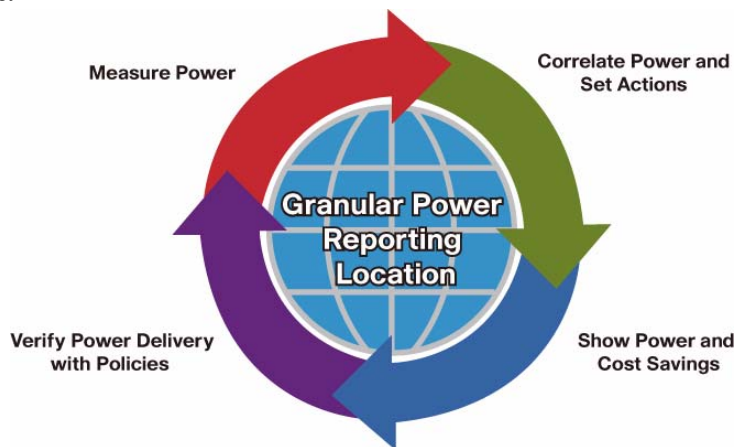 Measure Power
Correlate Power and
Set Actions
Granular Power
Reporting
Location
Verify Power Delivery
with Policies
Show Power and
Cost Savings